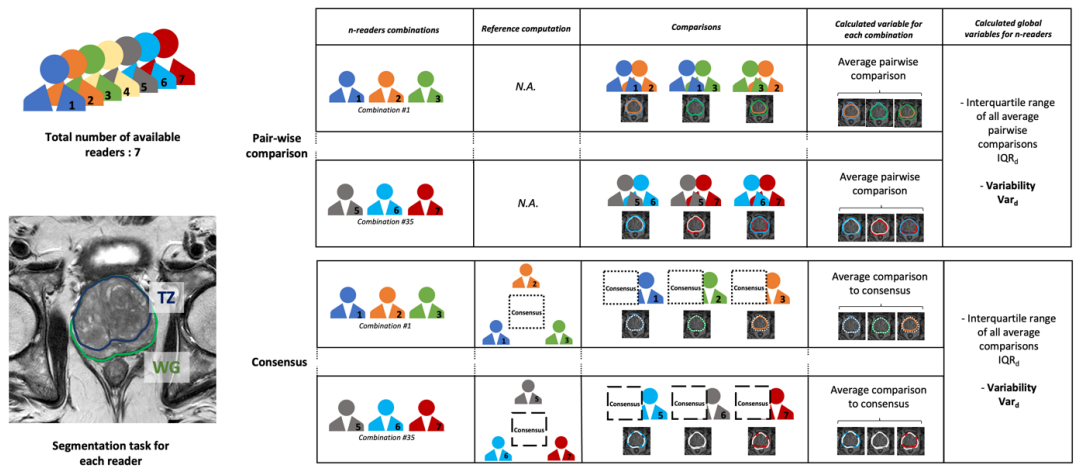 1 2 3 4 5 6 7
Total number of available
readers : 7
TZ
WG
Segmentation task for
each reader
n-readers combinations
Reference computation
Comparisons
Calculated variable for
each combination
Calculated global
variables for n-readers
Pair-wise
comparison
1 2 3
Combination #1
N.A.
1 2 1 3 3 2
Average pairwise
comparison
5 6 7
Combination #35
N.A.
5 6 5 7 6 7
Average pairwise
comparison
- Interquartile range
of all average
pairwise
comparisons
IQRd
- Variability
Vard
Consensus
1 2 3
Combination #1
2
Consensus
1 3
Consensus 1 Consensus 2 Consensus 3
Average comparison
to consensus
5 6 7
Combination #35
5
Consensus
6 7
Consensus 5 Consensus 6 Consensus 7
Average comparison
to consensus
- Interquartile range
of all average
comparisons
IQRd
- Variability
Vard